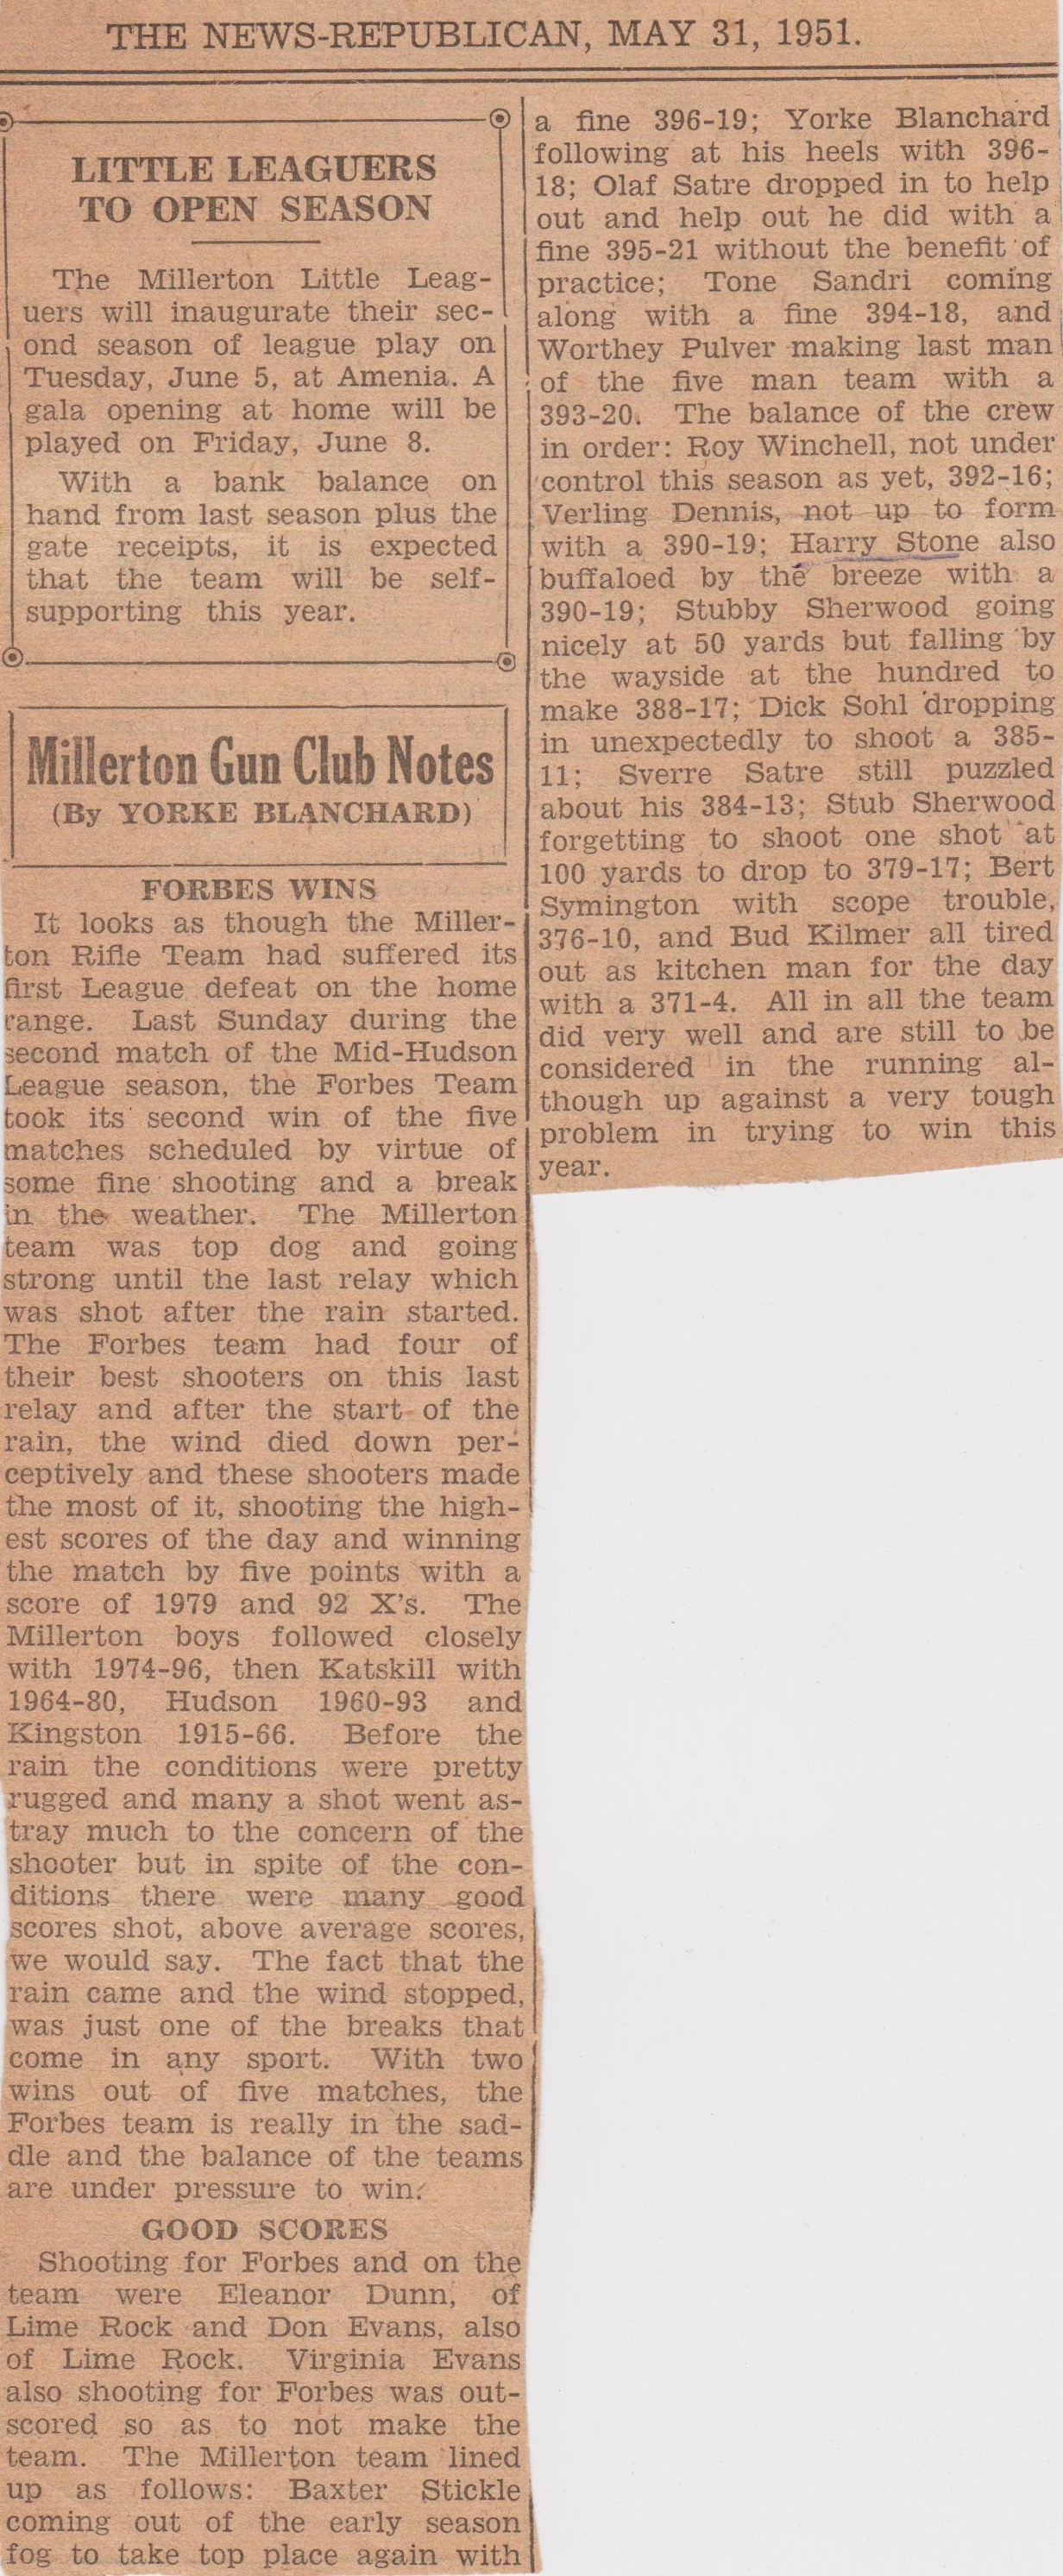 THE NEWS-REPUBLICAN, MAY 31, 1951.
LITTLE LEAGUERS
TO OPEN SEASON
The Millerton Little Leag-
uers will inaugurate their sec-
ond season of league play on
Tuesday, June 5, at Amenia. A
gala opening at home will be
played on Friday, June 8.
With a bank balance on
hand from last season plus the
gate receipts, it is expected
that the team will be self-
supporting this year.
Millerton Gun Club Notes
(By YORKE BLANCHARD)
FORBES WINS
It looks as though the Miller-
ton Rifle Team had suffered its
first League defeat on the home
range. Last Sunday during the
second match of the Mid-Hudson
League season, the Forbes Team
took its second win of the five
matches scheduled by virtue of
some fine shooting and a break
in the weather. The Millerton
team was top dog and going
strong until the last relay which
was shot after the rain started.
The Forbes team had four of
their best shooters on this last
relay and after the start of the
rain, the wind died down per-
ceptively and these shooters made
the most of it, shooting the high-
est scores of the day and winning
the match by five points with a
score of 1979 and 92 X's. The
Millerton boys followed closely
with 1974-96, then Katskill with
1964-80, Hudson 1960-93 and
Kingston 1915-66. Before the
rain the conditions were pretty
rugged and many a shot went as-
tray much to the concern of the
shooter but in spite of the con-
ditions there were many good
scores shot, above average scores,
we would say. The fact that the
rain came and the wind stopped,
was just one of the breaks that
come in any sport. With two
wins out of five matches, the
Forbes team is really in the sad-
dle and the balance of the teams
are under pressure to win.
GOOD SCORES
Shooting for Forbes and on the
team were Eleanor Dunn, of
Lime Rock and Don Evans, also
of Lime Rock. Virginia Evans
also shooting for Forbes was out-
scored so as to not make the
team. The Millerton team lined
up as follows: Baxter Stickle
coming out of the early season
fog to take top place again with
a fine 396-19; Yorke Blanchard
following at his heels with 396-
18; Olaf Satre dropped in to help
out and help out he did with a
fine 395-21 without the benefit of
practice; Tone Sandri coming
along with a fine 394-18, and
Worthey Pulver making last man
of the five man team with a
393-20. The balance of the crew
in order: Roy Winchell, not under
control this season as yet, 392-16;
Verling Dennis, not up to form
with a 390-19; Harry Stone also
buffaloed by the breeze with a
390-19; Stubby Sherwood going
nicely at 50 yards but falling by
the wayside at the hundred to
make 388-17; Dick Sohl dropping
in unexpectedly to shoot a 385-
11; Sverre Satre still puzzled
about his 384-13; Stub Sherwood
forgetting to shoot one shot at
100 yards to drop to 379-17; Bert
Symington with scope trouble,
376-10, and Bud Kilmer all tired
out as kitchen man for the day
with a 371-4. All in all the team
did very well and are still to be
considered in the running al-
though up against a very tough
problem in trying to win this
year.